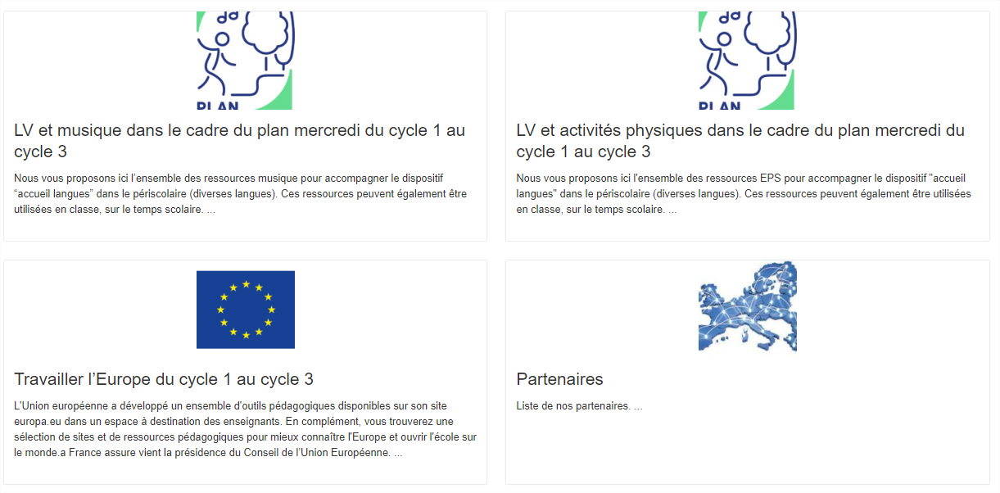 PLAN
LV et musique dans le cadre du plan mercredi du cycle 1 au
cycle 3
Nous vous proposons ici l’ensemble des ressources musique pour accompagner le dispositif
“accueil langues” dans le périscolaire (diverses langues). Ces ressources peuvent également être
utilisées en classe, sur le temps scolaire. ...
PLAN
LV et activités physiques dans le cadre du plan mercredi du
cycle 1 au cycle 3
Nous vous proposons ici l'ensemble des ressources EPS pour accompagner le dispositif "accueil
langues" dans le périscolaire (diverses langues). Ces ressources peuvent également être utilisées
en classe, sur le temps scolaire. ...
Travailler l’Europe du cycle 1 au cycle 3
L'Union européenne a développé un ensemble d'outils pédagogiques disponibles sur son site
europa.eu dans un espace à destination des enseignants. En complément, vous trouverez une
sélection de sites et de ressources pédagogiques pour mieux connaître l'Europe et ouvrir l'école sur
le monde.a France assure vient la présidence du Conseil de l’Union Européenne. ...
Partenaires
Liste de nos partenaires. ...